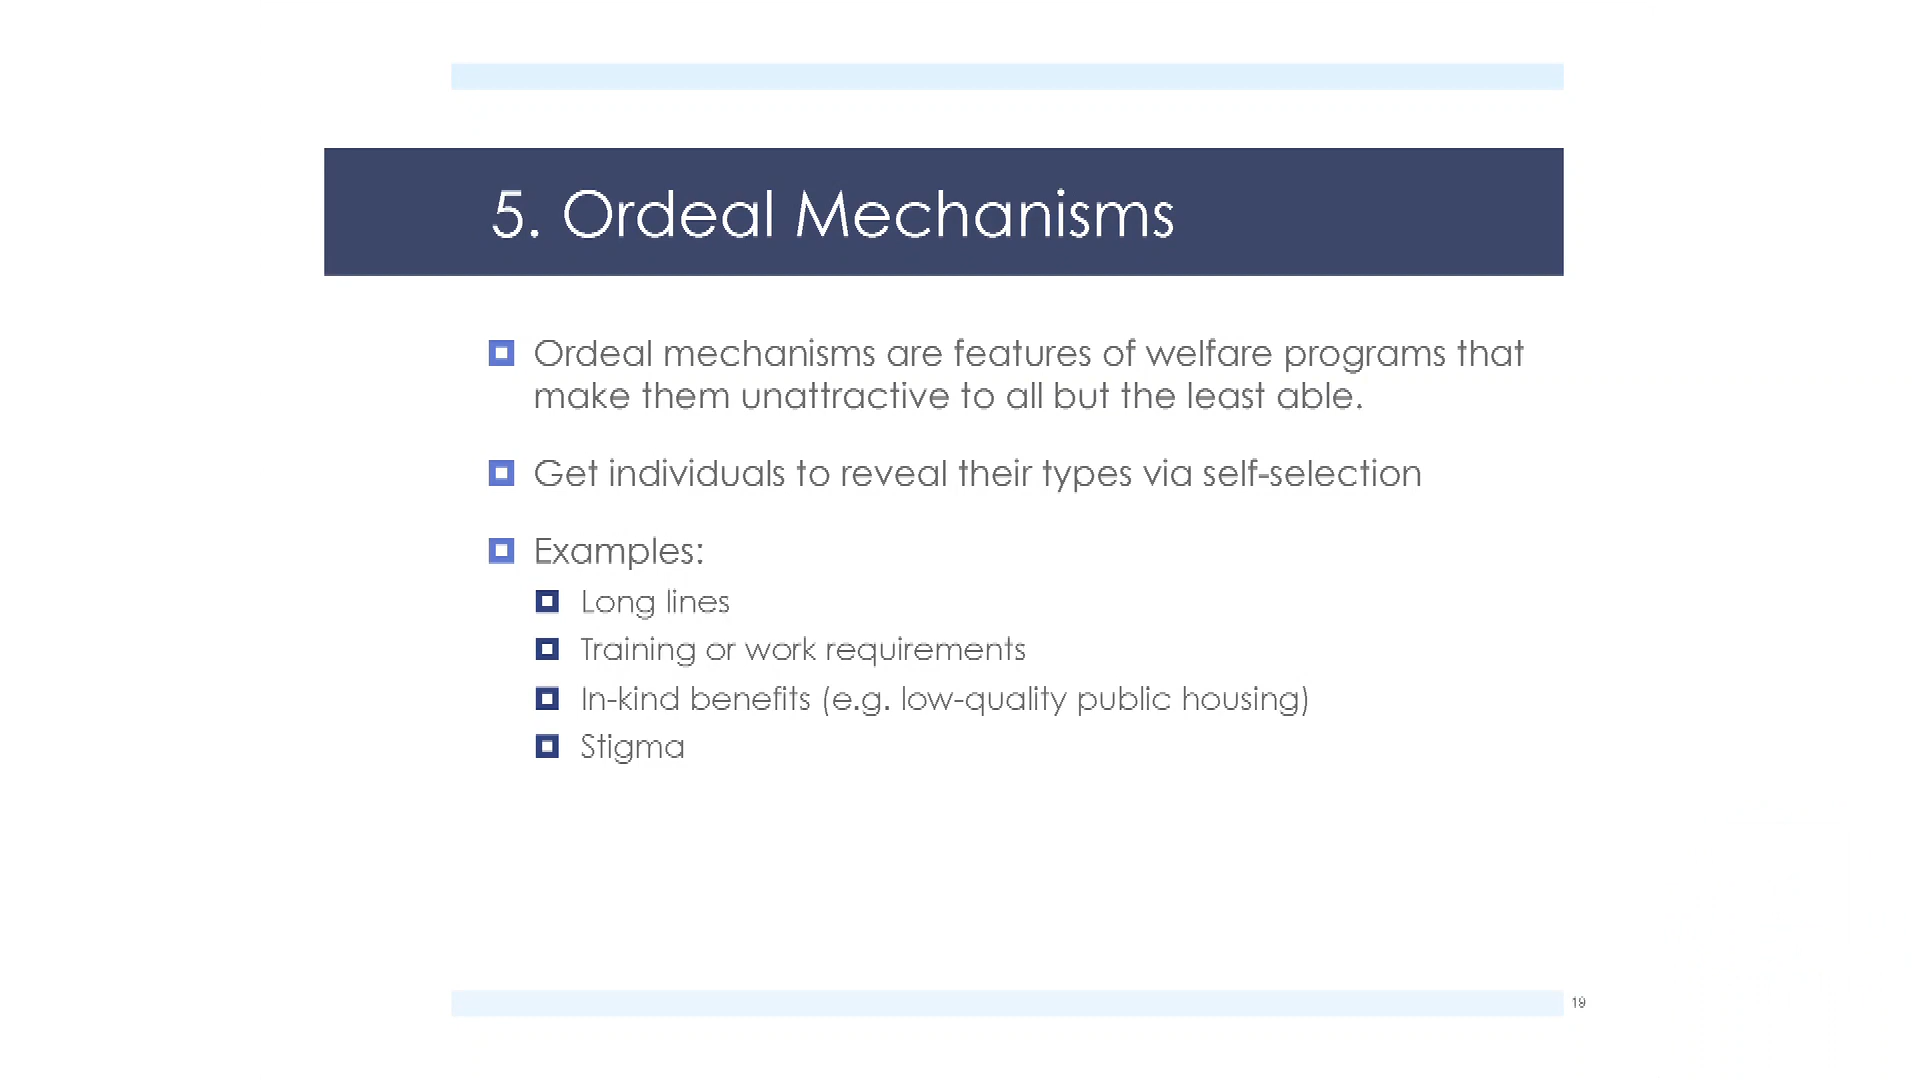 5. Ordeal Mechanisms
Ordeal mechanisms are features of welfare programs that
make them unattractive to all but the least able.
Get individuals to reveal their types via self-selection
Examples:
Long lines
Training or work requirements
In-kind benefits (e.g. low-quality public housing)
Stigma
19